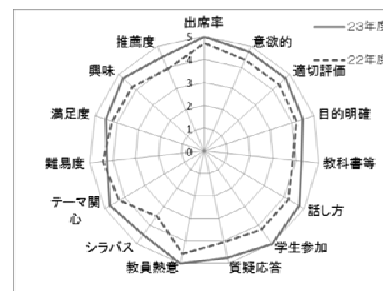 出席率
意欲的
適切評価
目的明確
教科書等
話し方
学生参加
質疑応答
教員熱意
シラバス
テーマ関
心
難易度
満足度
興味
推薦度
5
4
3
2
1
0
23年度
22年度